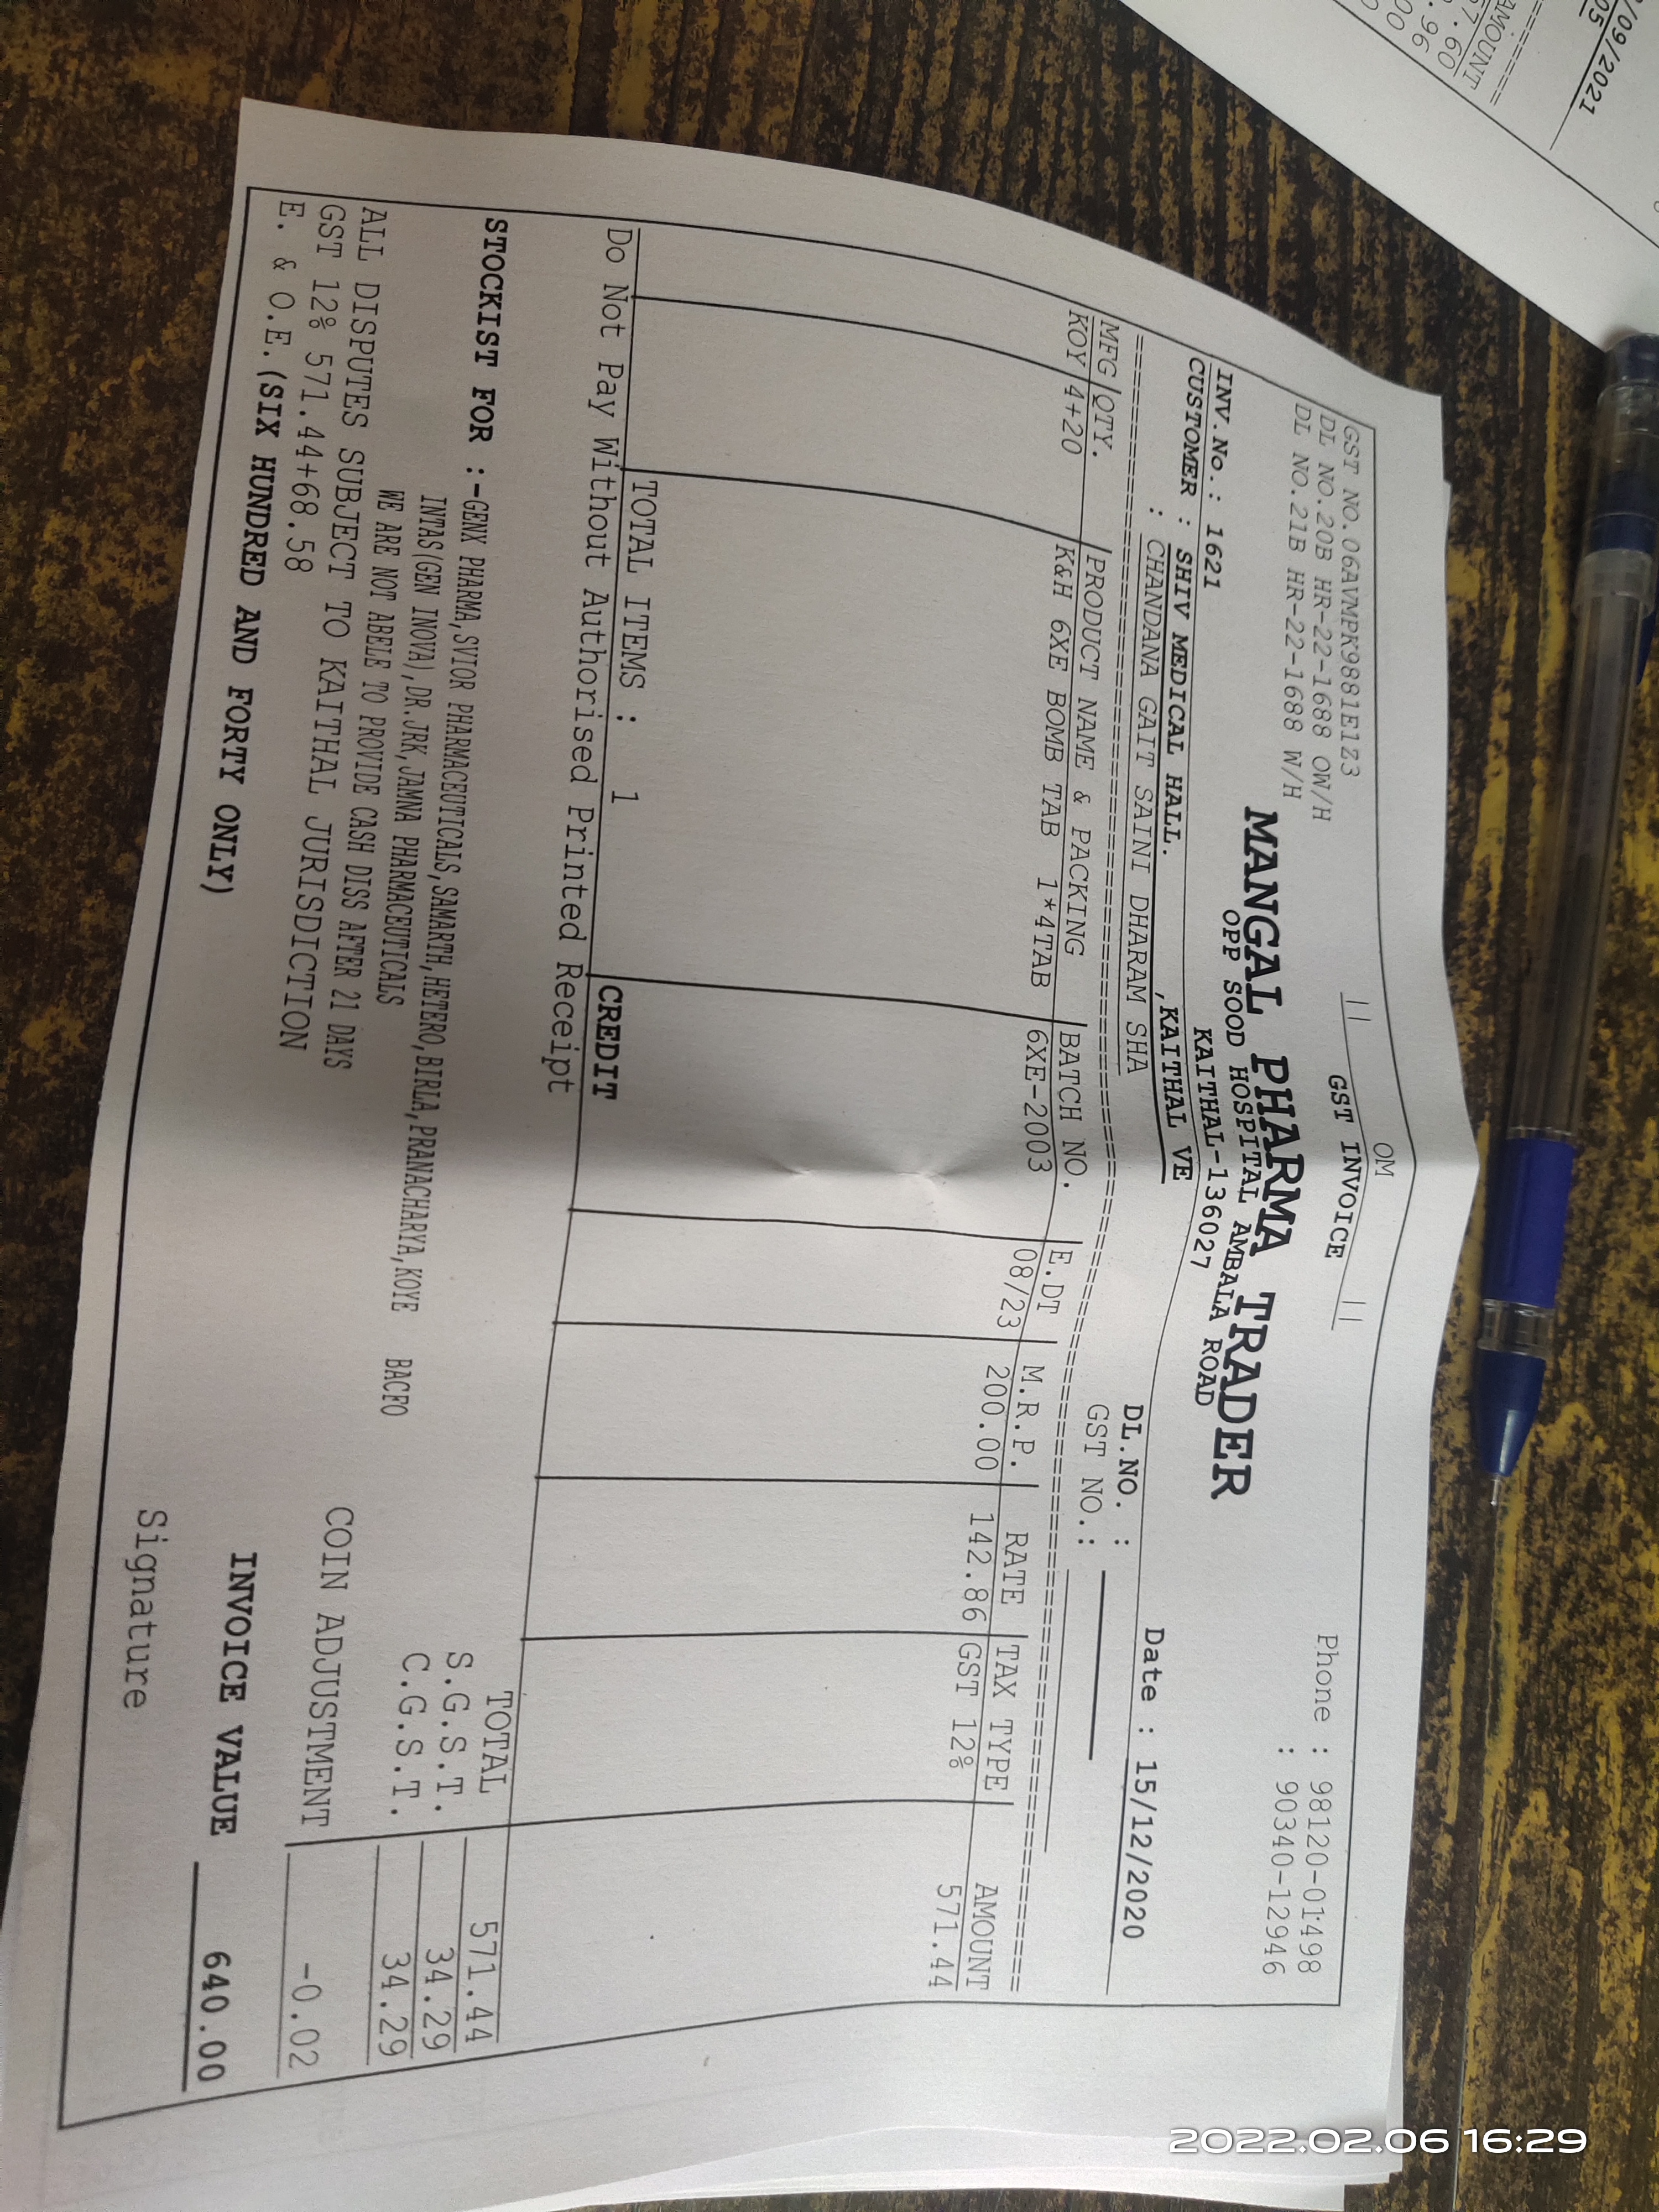 OM
|| GST INVOICE ||
GST NO.06AVMPK9881E1Z3
DL NO.20B HR-22-1688 OW/H
DL NO.21B HR-22-1688 W/H
Phone : 98120-01498
: 90340-12946
MANGAL PHARMA TRADER
OPP SOOD HOSPITAL AMBALA ROAD
KAITHAL-136027
INV.No.: 1621
Date : 15/12/2020
CUSTOMER : SHIV MEDICAL HALL. ,KAITHAL VE
DL.NO. :
: CHANDANA GAIT SAINI DHARAM SHA
GST NO.:
MFG|QTY. |PRODUCT NAME & PACKING |BATCH NO. |E.DT |M.R.P.| RATE |TAX TYPE| AMOUNT
KOY 4+20 K&H 6XE BOMB TAB 1*4TAB 6XE-2003 08/23 200.00 142.86 GST 12% 571.44
TOTAL ITEMS : 1 CREDIT
Do Not Pay Without Authorised Printed Receipt
TOTAL 571.44
S.G.S.T. 34.29
C.G.S.T. 34.29
STOCKIST FOR :-GENX PHARMA,SVIOR PHARMACEUTICALS,SAMARTH,HETERO,BIRLA,PRANACHARYA,KOYE
INTAS(GEN INOVA),DR.JRK,JAMNA PHARMACEUTICALS BACFO
WE ARE NOT ABELE TO PROVIDE CASH DISS AFTER 21 DAYS
COIN ADJUSTMENT -0.02
ALL DISPUTES SUBJECT TO KAITHAL JURISDICTION
GST 12% 571.44+68.58
INVOICE VALUE 640.00
E. & O.E.(SIX HUNDRED AND FORTY ONLY)
Signature
/09/2021
05
AMOUNT
57.60
.96
00
2022.02.06 16:29